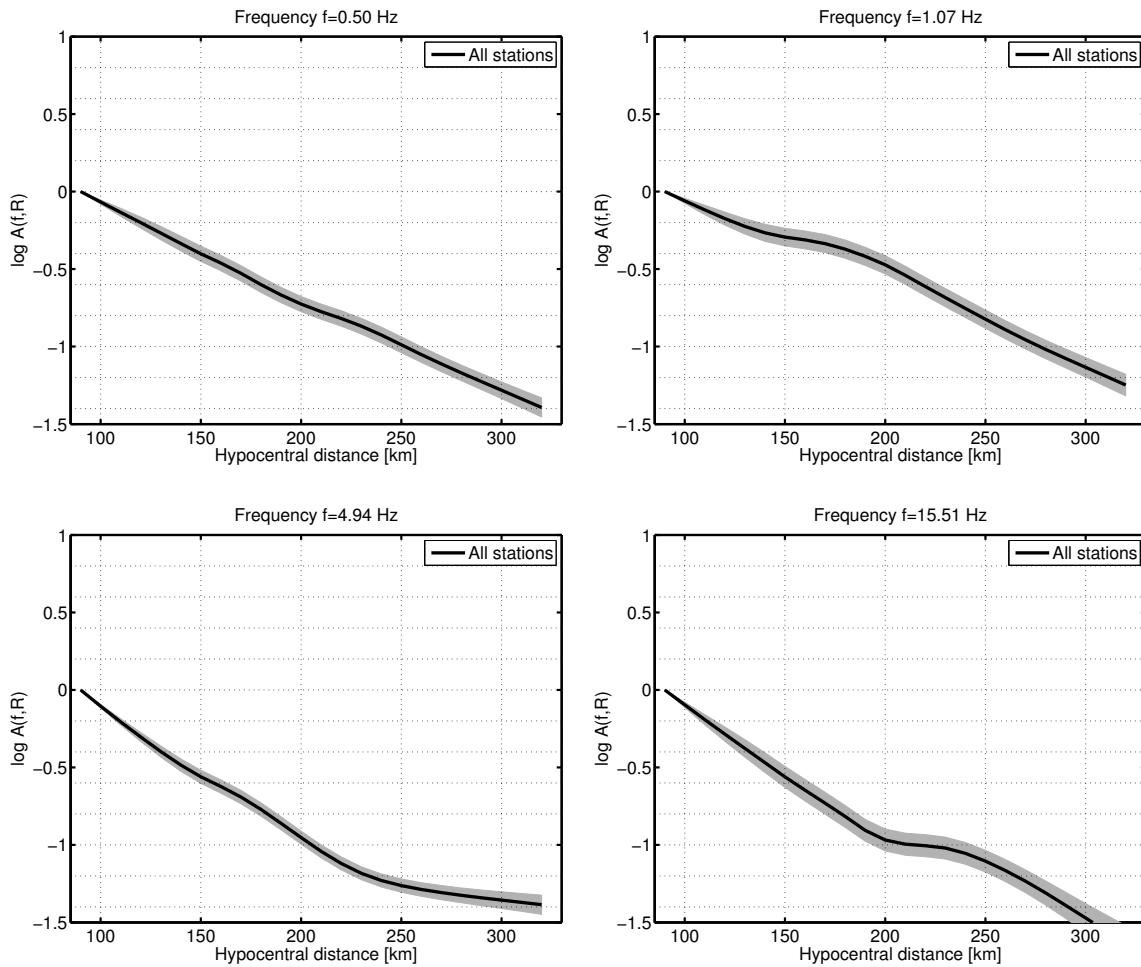 Frequency f=0.50 Hz
1
0.5
0
−0.5
−1
−1.5
log A(f,R)
100 150 200 250 300
Hypocentral distance [km]
All stations
Frequency f=1.07 Hz
1
0.5
0
−0.5
−1
−1.5
log A(f,R)
100 150 200 250 300
Hypocentral distance [km]
All stations
Frequency f=4.94 Hz
1
0.5
0
−0.5
−1
−1.5
log A(f,R)
100 150 200 250 300
Hypocentral distance [km]
All stations
Frequency f=15.51 Hz
1
0.5
0
−0.5
−1
−1.5
log A(f,R)
100 150 200 250 300
Hypocentral distance [km]
All stations